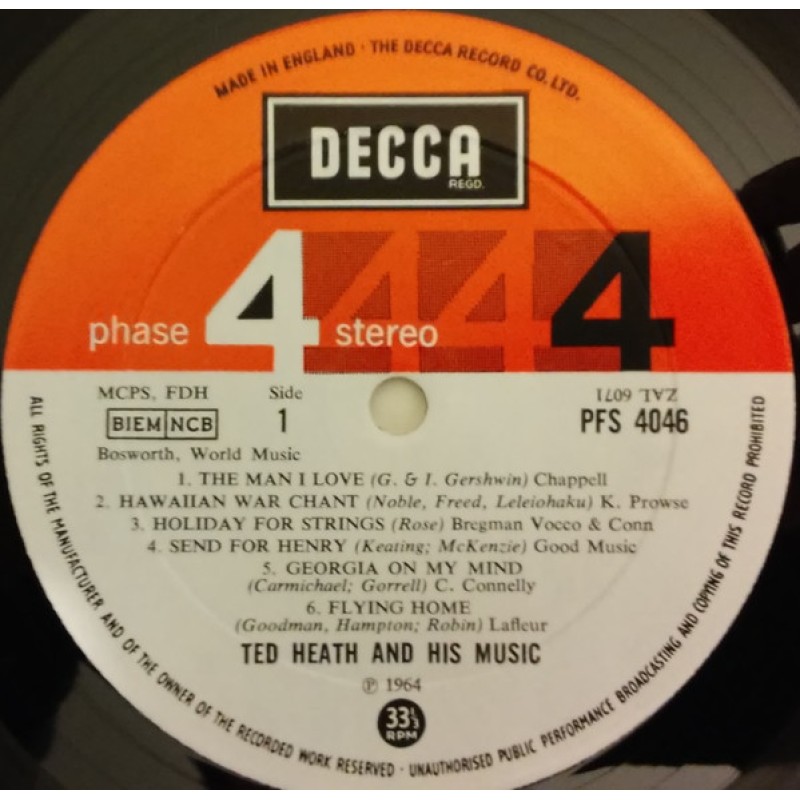 MADE IN ENGLAND · THE DECCA RECORD CO. LTD.
DECCA
REGD.
phase 4 stereo 4 4 4
MCPS, FDH
Side
ZAL 6071
BIEM NCB
1
PFS 4046
Bosworth, World Music
1. THE MAN I LOVE (G. & I. Gershwin) Chappell
2. HAWAIIAN WAR CHANT (Noble, Freed, Leleiohaku) K. Prowse
3. HOLIDAY FOR STRINGS (Rose) Bregman Vocco & Conn
4. SEND FOR HENRY (Keating; McKenzie) Good Music
5. GEORGIA ON MY MIND
(Carmichael; Gorrell) C. Connelly
6. FLYING HOME
(Goodman, Hampton; Robin) Lafleur
TED HEATH AND HIS MUSIC
℗ 1964
33 1/3
RPM
ALL RIGHTS OF THE MANUFACTURER AND OF THE OWNER OF THE RECORDED WORK RESERVED · UNAUTHORISED PUBLIC PERFORMANCE BROADCASTING AND COPYING OF THIS RECORD PROHIBITED